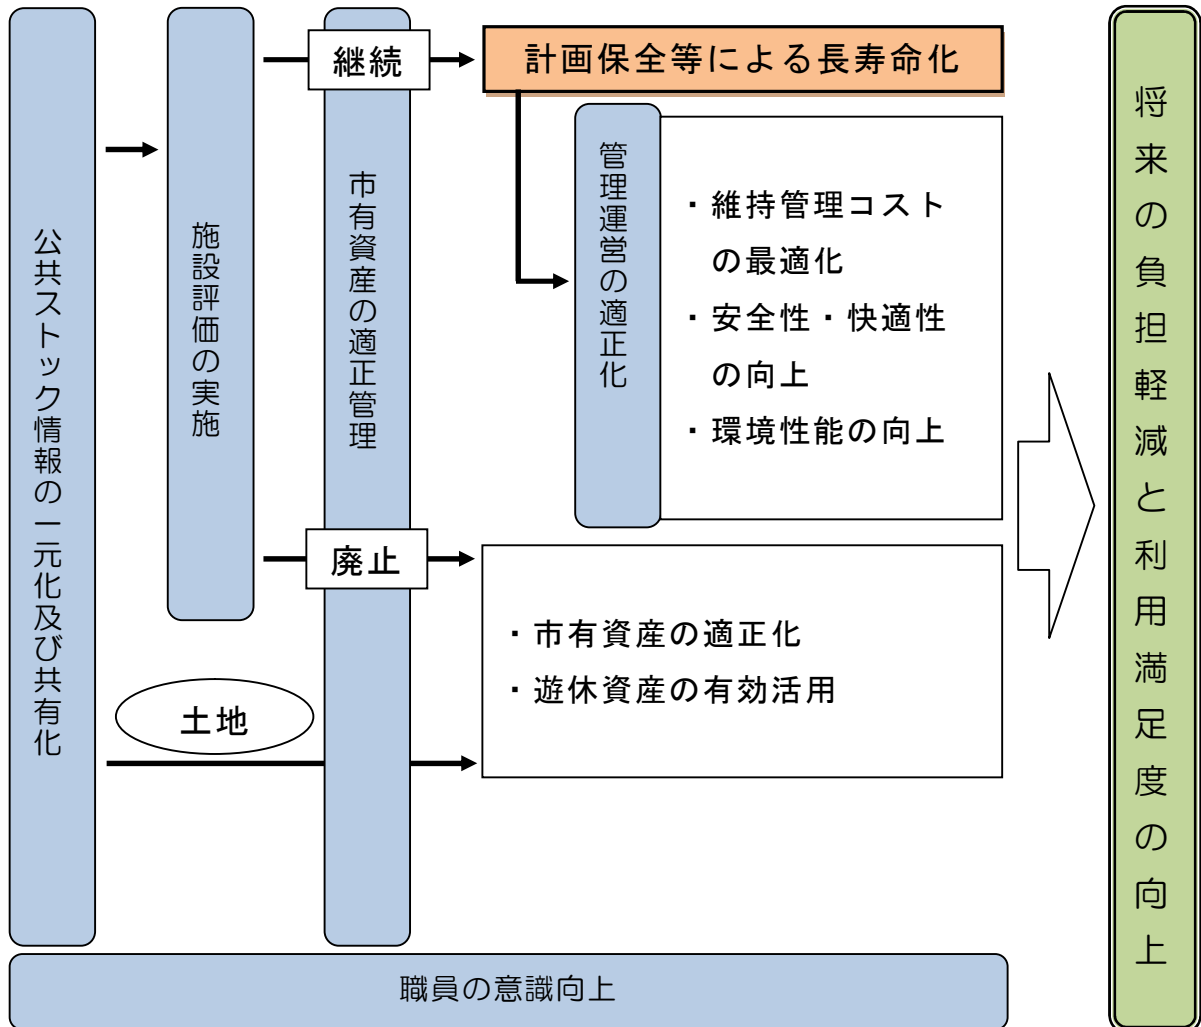 公共ストック情報の一元化及び共有化
施設評価の実施
市有資産の適正管理
継続
計画保全等による長寿命化
管理運営の適正化
・維持管理コスト
の最適化
・安全性・快適性
の向上
・環境性能の向上
廃止
・市有資産の適正化
・遊休資産の有効活用
土地
将来の負担軽減と利用満足度の向上
職員の意識向上